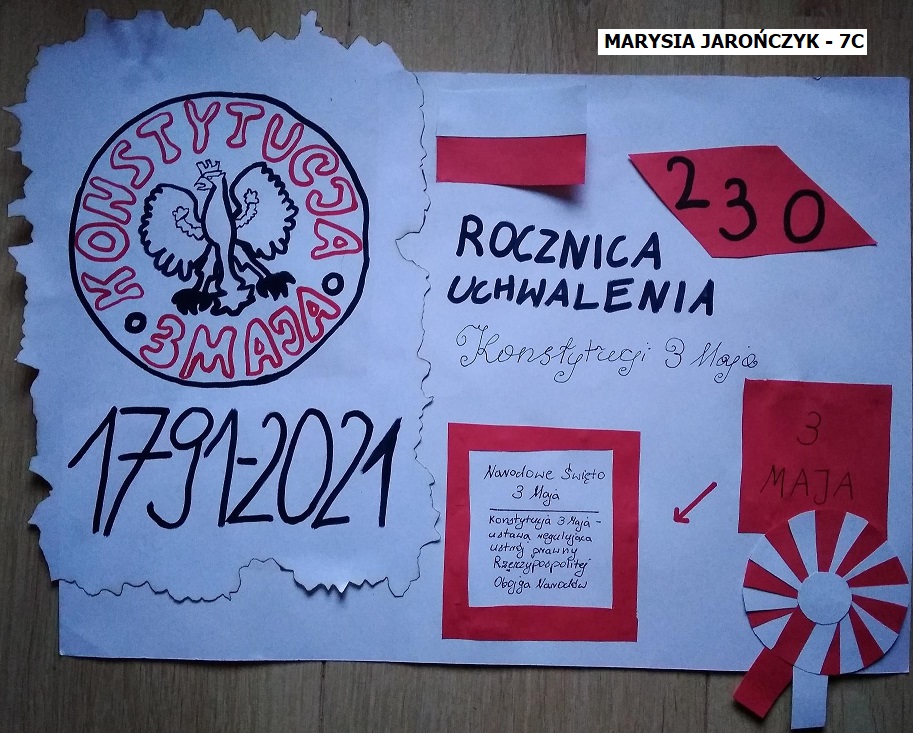 MARYSIA JAROŃCZYK - 7C
KONSTYTUCJA
3 MAJA
1791-2021
230
ROCZNICA
UCHWALENIA
Konstytucji 3 Maja
3
MAJA
Narodowe Święto
3 Maja
Konstytucja 3 Maja -
ustawa regulująca
ustrój prawny
Rzeczypospolitej
Obojga Narodów